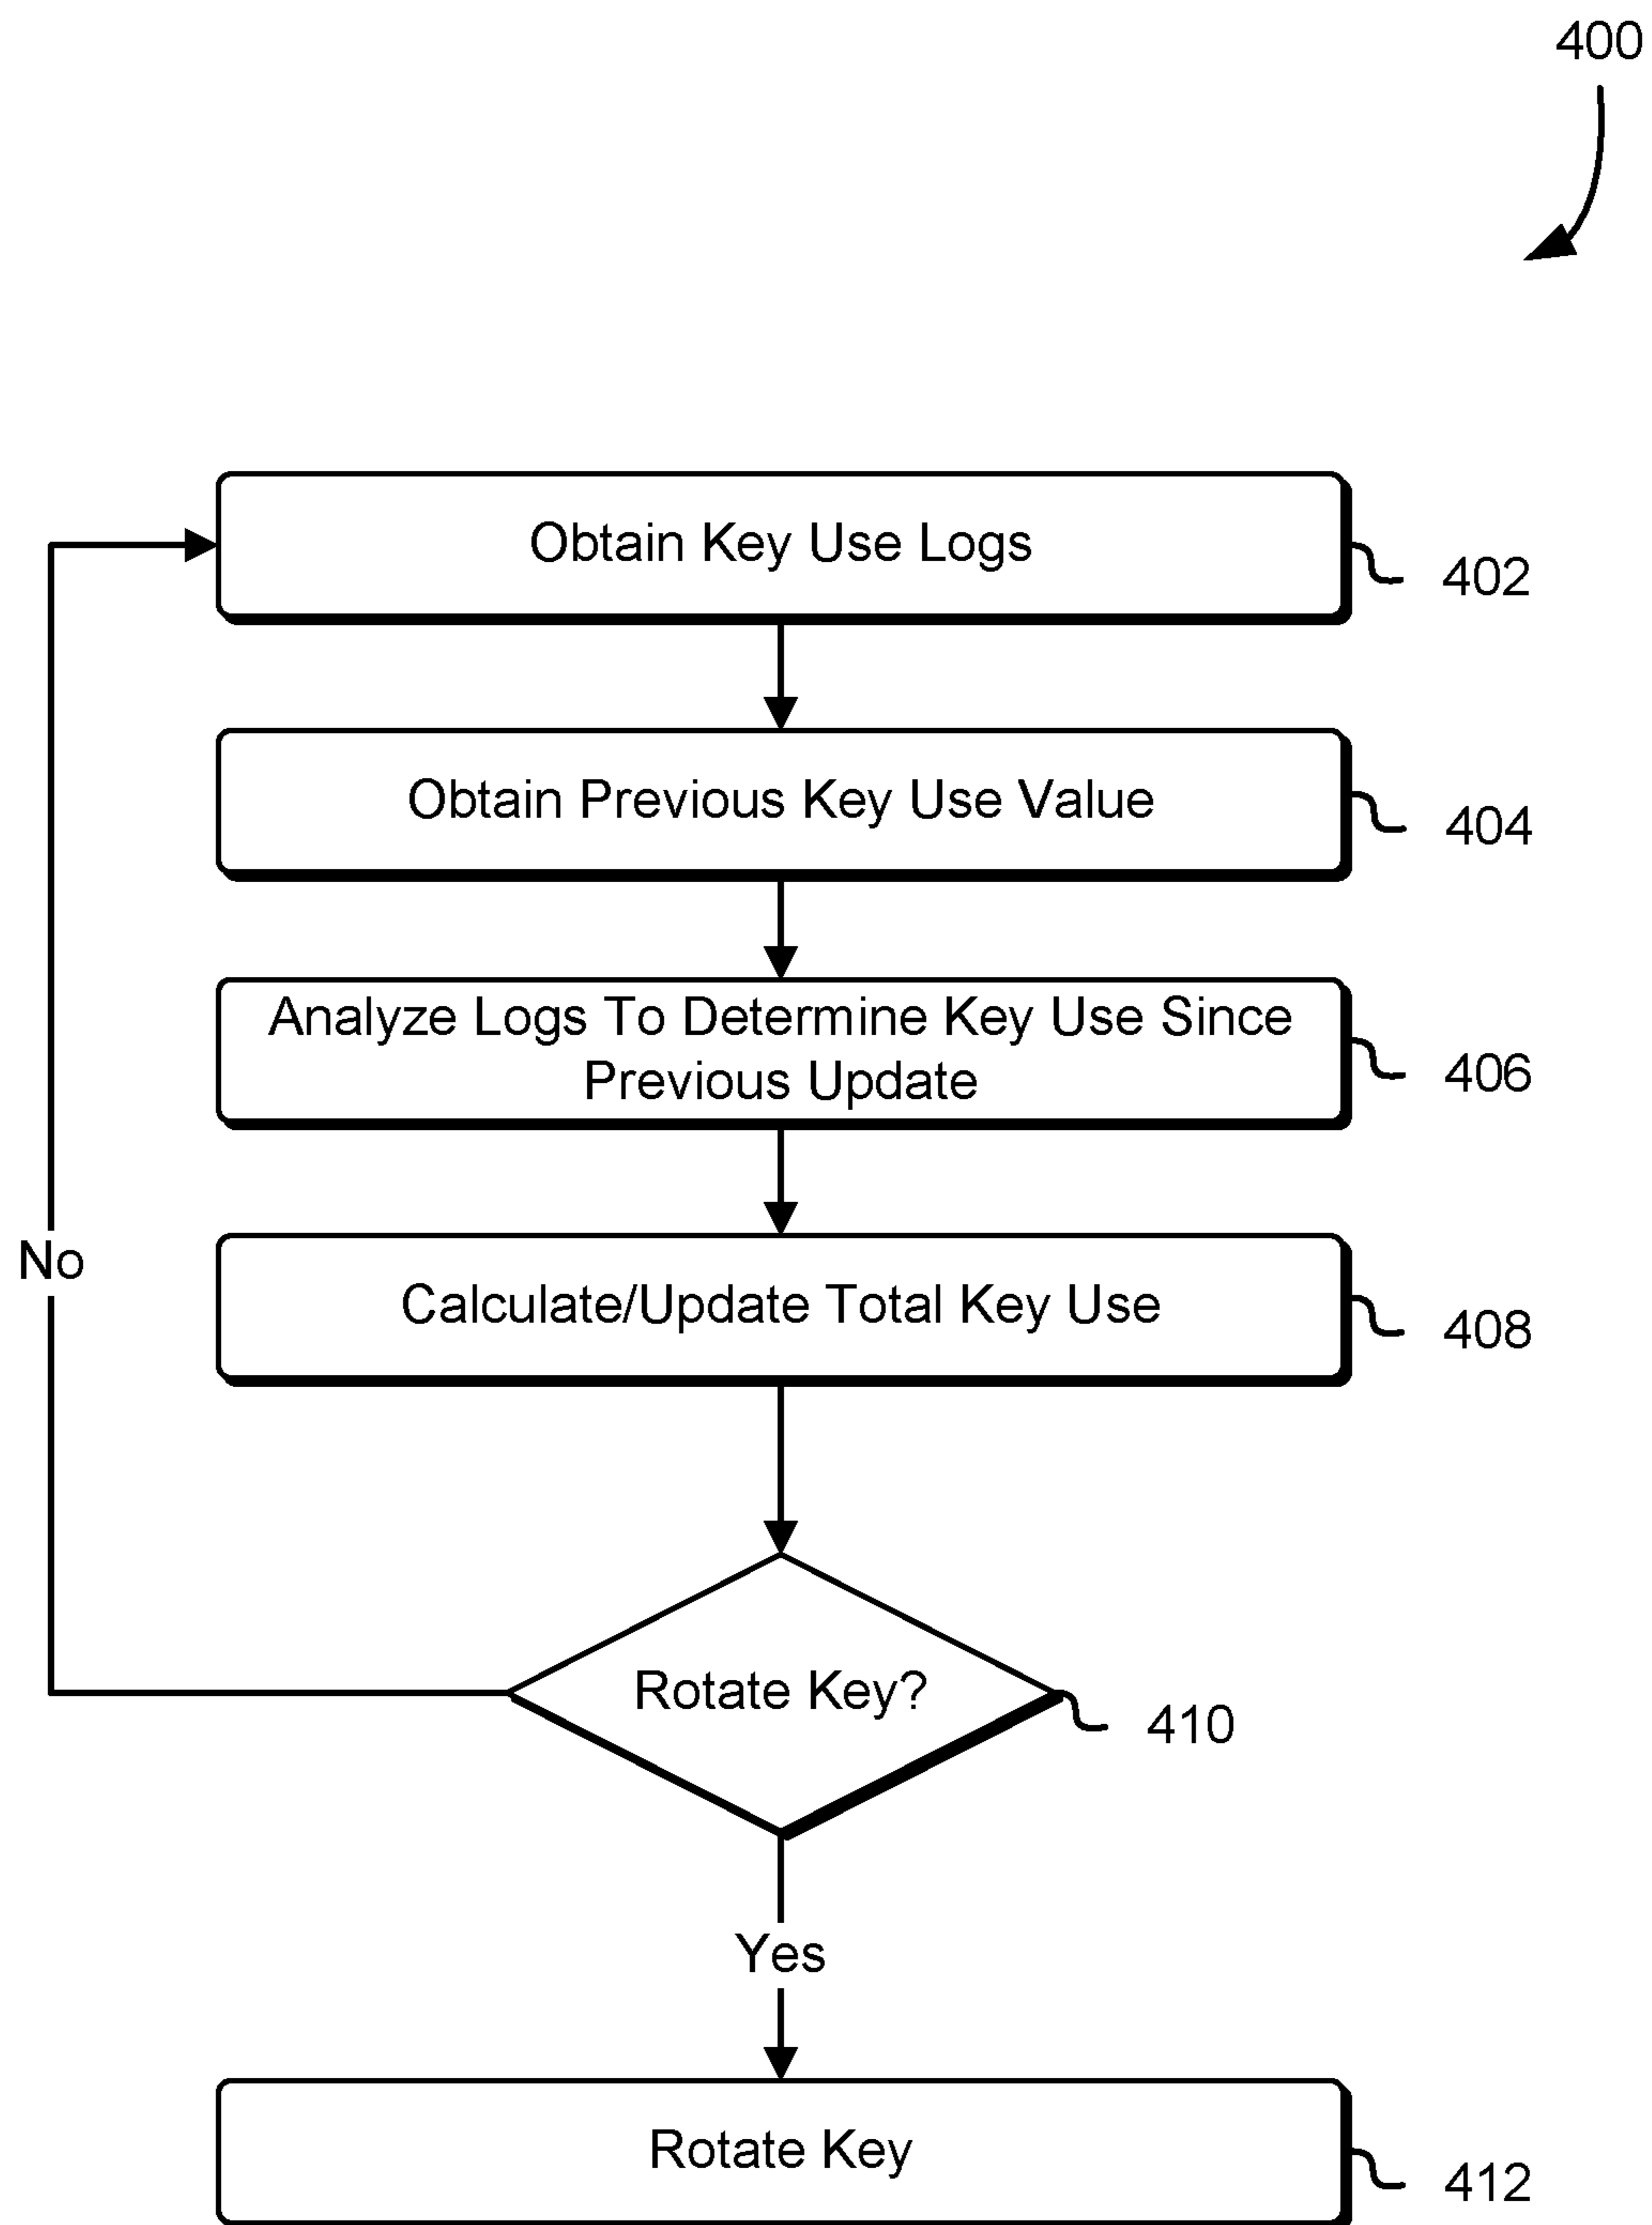 400
Obtain Key Use Logs
402
Obtain Previous Key Use Value
404
Analyze Logs To Determine Key Use Since
Previous Update
406
No
Calculate/Update Total Key Use
408
Rotate Key?
410
Yes
Rotate Key
412